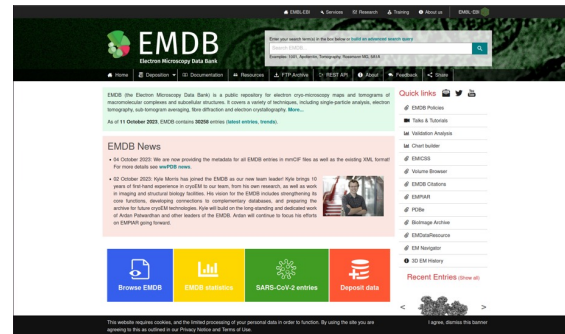 EMBL-EBI Services Research Training About us EMBL-EBI
EMDB
Electron Microscopy Data Bank
Enter your search term(s) in the box below or build an advanced search query
Search EMDB...
Examples: 1001, Apoferritin, Tomography, Rossmann MG, 5019
Home Deposition Documentation Resources FTP Archive REST API About Feedback Share
EMDB (the Electron Microscopy Data Bank) is a public repository for electron cryo-microscopy maps and tomograms of
macromolecular complexes and subcellular structures. It covers a variety of techniques, including single-particle analysis, electron
tomography, sub-tomogram averaging, fibre diffraction and electron crystallography. More...
As of 11 October 2023, EMDB contains 30258 entries (latest entries, trends).
EMDB News
04 October 2023: We are now providing the metadata for all EMDB entries in mmCIF files as well as the existing XML format!
For more details see wwPDB news.
02 October 2023: Kyle Morris has joined the EMDB as our new team leader! Kyle brings 10
years of first-hand experience in cryoEM to our team, from his own research, as well as work
in imaging and structural biology facilities. His vision for the EMDB includes strengthening its
core functions, developing connections to complementary databases, and preparing the
archive for future cryoEM technologies. Kyle will build on the long-standing and dedicated work
of Ardan Patwardhan and other leaders of the EMDB. Ardan will continue to focus his efforts
on EMPIAR going forward.
Browse EMDB
EMDB statistics
SARS-CoV-2 entries
Deposit data
Quick links
EMDB Policies
Talks & Tutorials
Validation Analysis
Chart builder
EMICSS
Volume Browser
EMDB Citations
EMPIAR
PDBe
BioImage Archive
EMDataResource
EM Navigator
3D EM History
Recent Entries (Show all)
< >
This website requires cookies, and the limited processing of your personal data in order to function. By using the site you are
agreeing to this as outlined in our Privacy Notice and Terms of Use.
I agree, dismiss this banner